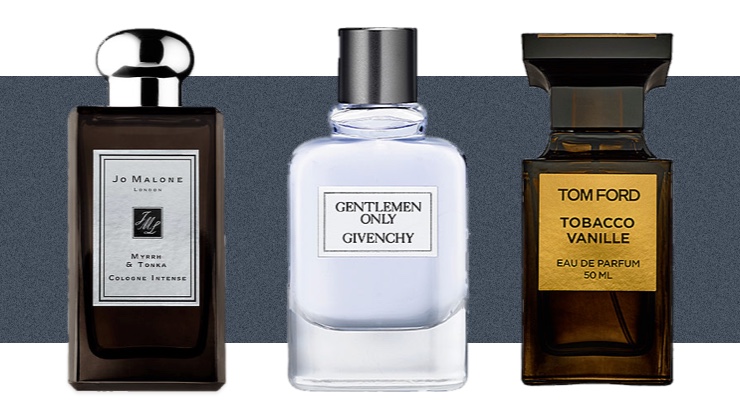 JO MALONE
LONDON
JML
MYRRH
& TONKA
COLOGNE INTENSE
GENTLEMEN
ONLY
GIVENCHY
TOM FORD
TOBACCO
VANILLE
EAU DE PARFUM
50 ML